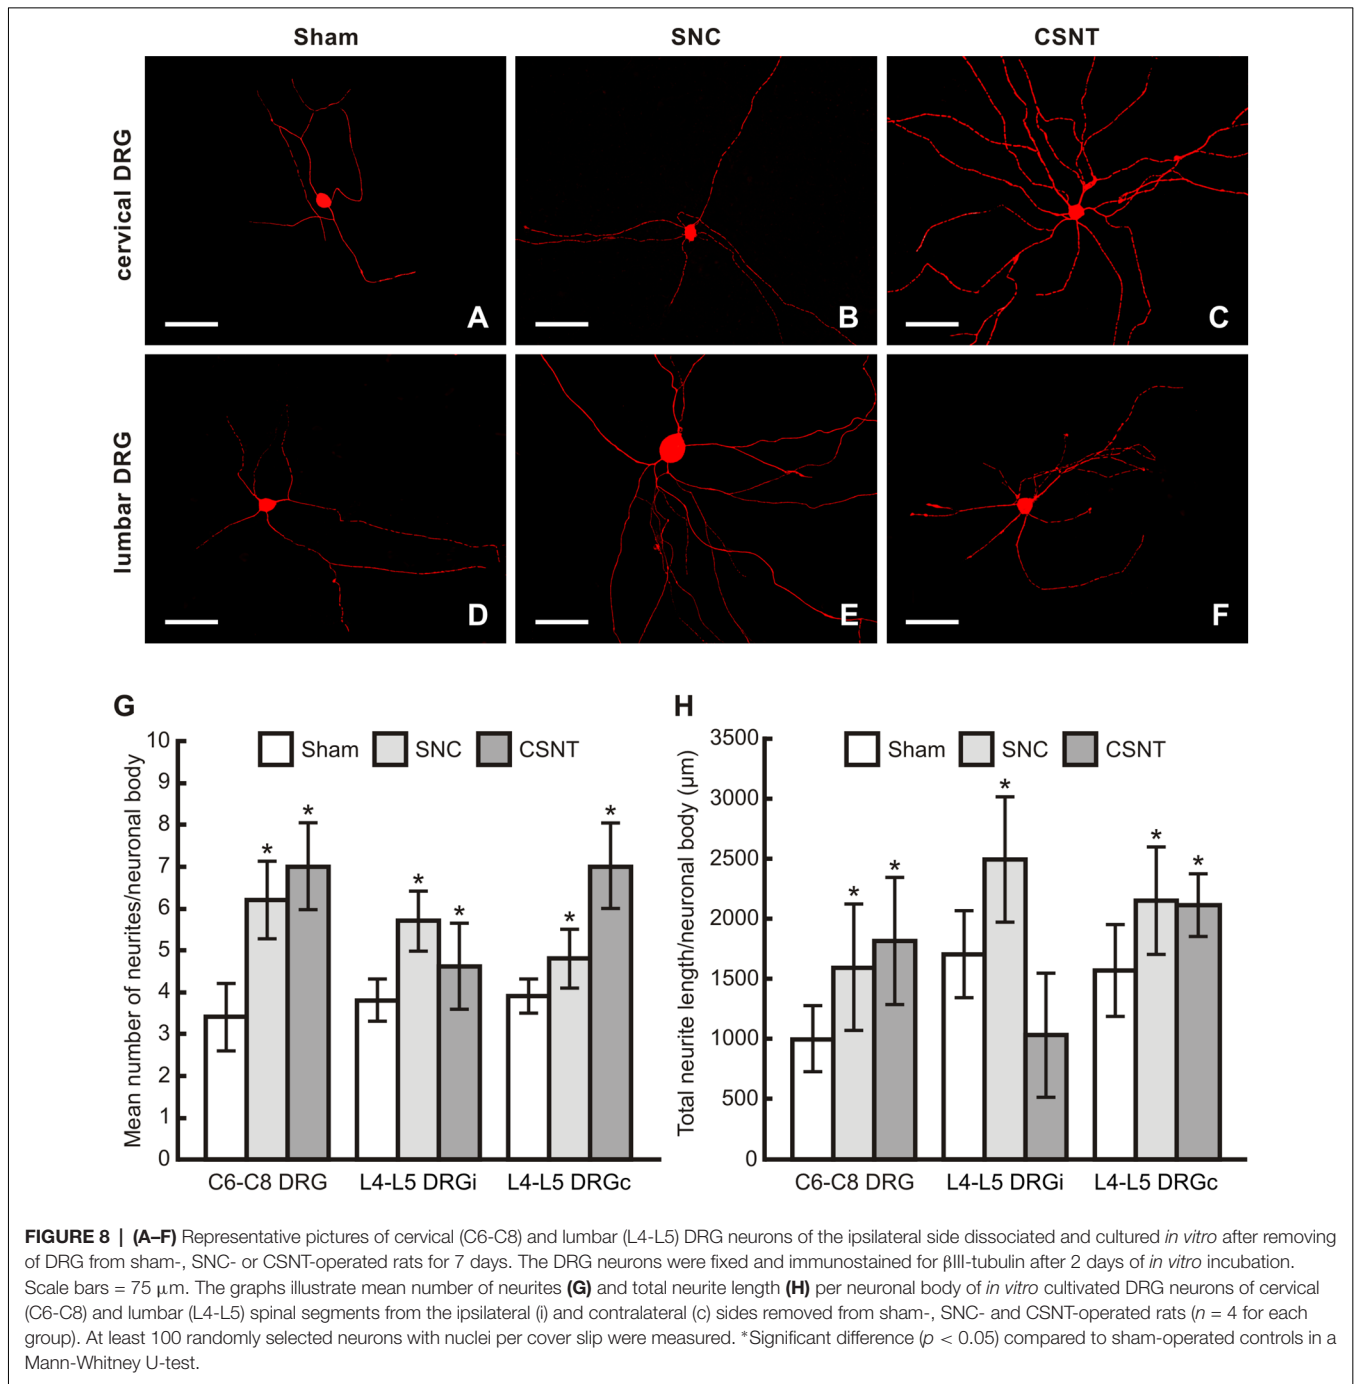 Sham SNC CSNT
cervical DRG
A B C
lumbar DRG
D E F
G
Mean number of neurites/neuronal body
10
9
8
7
6
5
4
3
2
1
0
Sham SNC CSNT
* * * * * *
C6-C8 DRG L4-L5 DRGi L4-L5 DRGc
H
Total neurite length/neuronal body (µm)
3500
3000
2500
2000
1500
1000
500
0
Sham SNC CSNT
* * * * *
C6-C8 DRG L4-L5 DRGi L4-L5 DRGc
FIGURE 8 | (A–F) Representative pictures of cervical (C6-C8) and lumbar (L4-L5) DRG neurons of the ipsilateral side dissociated and cultured in vitro after removing
of DRG from sham-, SNC- or CSNT-operated rats for 7 days. The DRG neurons were fixed and immunostained for βIII-tubulin after 2 days of in vitro incubation.
Scale bars = 75 μm. The graphs illustrate mean number of neurites (G) and total neurite length (H) per neuronal body of in vitro cultivated DRG neurons of cervical
(C6-C8) and lumbar (L4-L5) spinal segments from the ipsilateral (i) and contralateral (c) sides removed from sham-, SNC- and CSNT-operated rats (n = 4 for each
group). At least 100 randomly selected neurons with nuclei per cover slip were measured. *Significant difference (p < 0.05) compared to sham-operated controls in a
Mann-Whitney U-test.